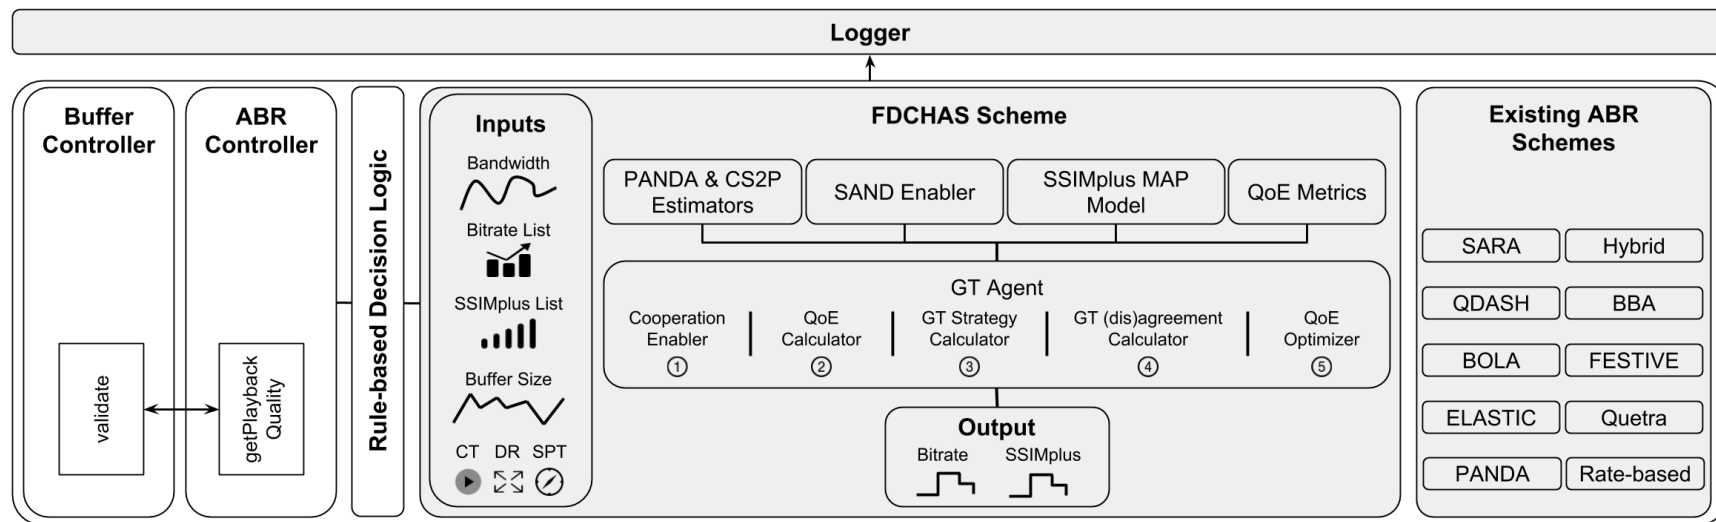 Logger
Buffer
Controller
validate
ABR
Controller
getPlayback
Quality
Rule-based Decision Logic
Inputs
Bandwidth
Bitrate List
SSIMplus List
Buffer Size
CT DR SPT
FDCHAS Scheme
PANDA & CS2P
Estimators
SAND Enabler
SSIMplus MAP
Model
QoE Metrics
GT Agent
Cooperation
Enabler
1
QoE
Calculator
2
GT Strategy
Calculator
3
GT (dis)agreement
Calculator
4
QoE
Optimizer
5
Output
Bitrate SSIMplus
Existing ABR
Schemes
SARA Hybrid
QDASH BBA
BOLA FESTIVE
ELASTIC Quetra
PANDA Rate-based